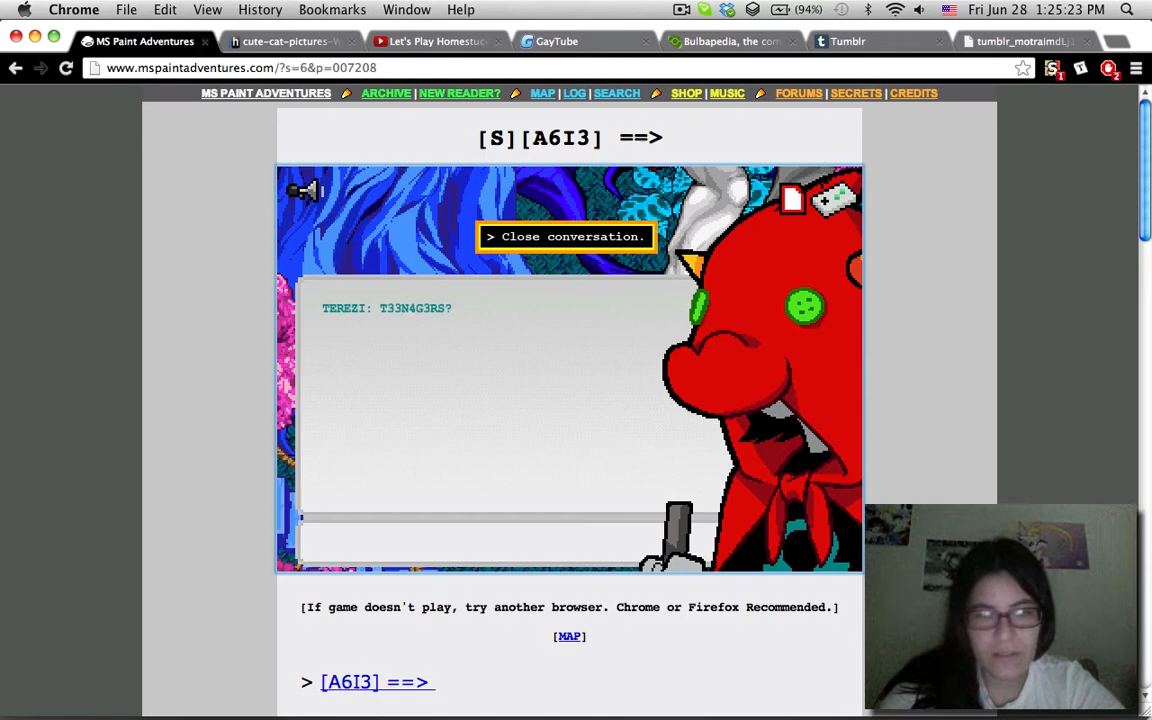 Chrome File Edit View History Bookmarks Window Help (94%) Fri Jun 28 1:25:23 PM
MS Paint Adventures cute-cat-pictures-W Let's Play Homestuc GayTube Bulbapedia, the com Tumblr tumblr_motraimdLj1
www.mspaintadventures.com/?s=6&p=007208
MS PAINT ADVENTURES ARCHIVE | NEW READER? MAP | LOG | SEARCH SHOP | MUSIC FORUMS | SECRETS | CREDITS
[S][A6I3] ==>
> Close conversation.
TEREZI: T33N4G3RS?
[If game doesn't play, try another browser. Chrome or Firefox Recommended.]
[MAP]
> [A6I3] ==>